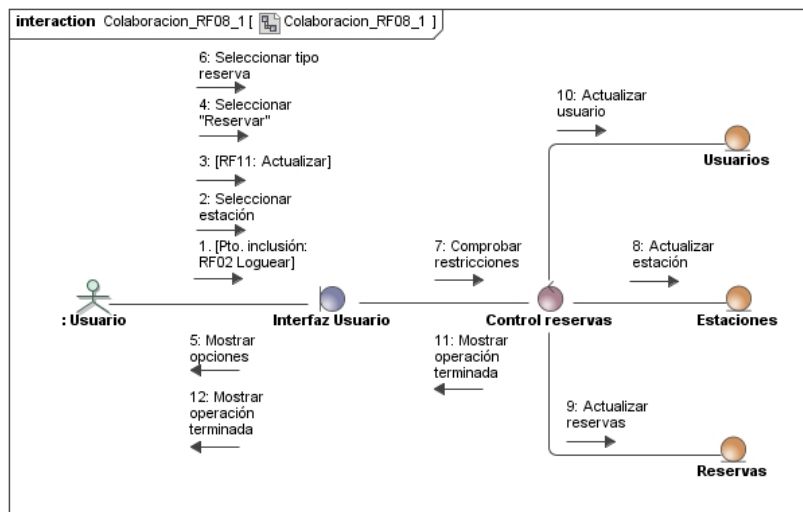 interaction Colaboracion_RF08_1 [ Colaboracion_RF08_1 ]
6: Seleccionar tipo
reserva
4: Seleccionar
"Reservar"
3: [RF11: Actualizar]
2: Seleccionar
estación
1. [Pto. inclusión:
RF02 Loguear]
10: Actualizar
usuario
Usuarios
7: Comprobar
restricciones
8: Actualizar
estación
: Usuario
Interfaz Usuario
Control reservas
Estaciones
5: Mostrar
opciones
12: Mostrar
operación
terminada
11: Mostrar
operación
terminada
9: Actualizar
reservas
Reservas